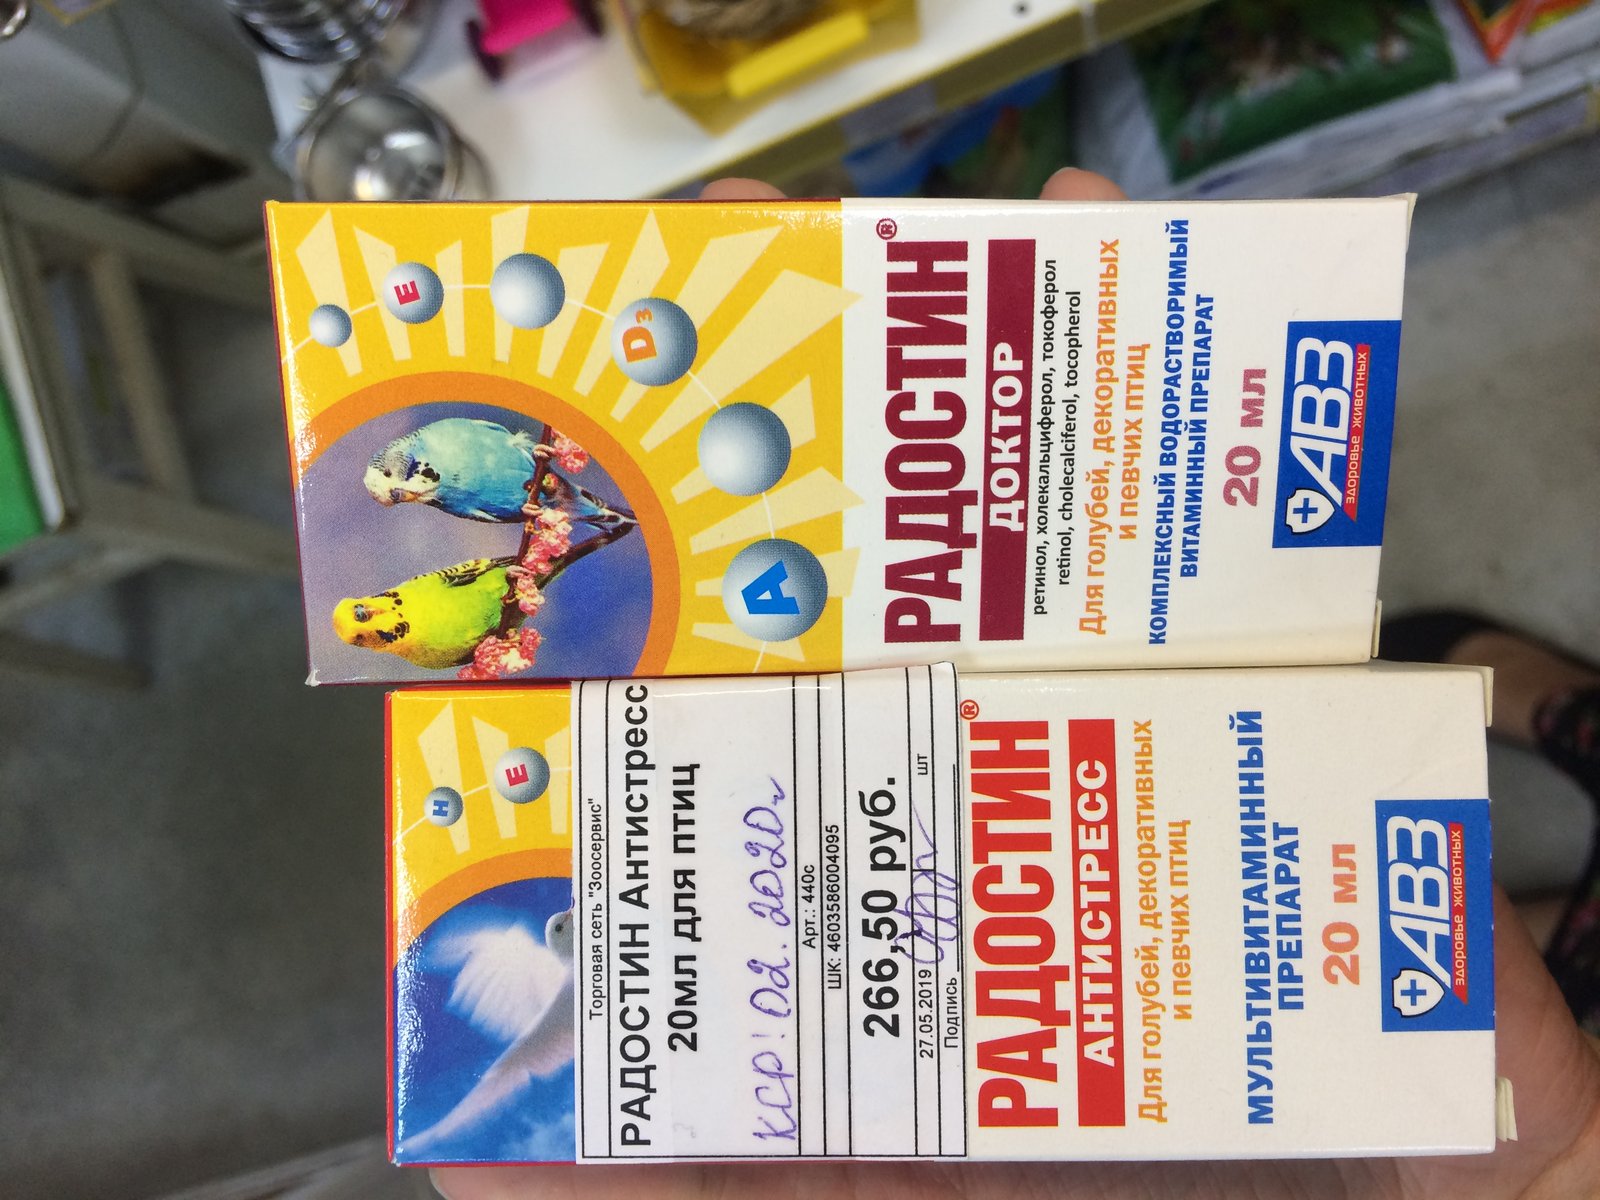 Е
D₃
А
РАДОСТИН®
ДОКТОР
ретинол, холекальциферол, токоферол
retinol, cholecalciferol, tocopherol
Для голубей, декоративных
и певчих птиц
КОМПЛЕКСНЫЙ ВОДОРАСТВОРИМЫЙ
ВИТАМИННЫЙ ПРЕПАРАТ
20 мл
АВЗ
здоровье животных
Н
Е
Торговая сеть "Зоосервис"
РАДОСТИН Антистресс
20мл для птиц
КСР! 02.2020г
Арт.: 440с
ШК: 4603586004095
266,50 руб.
27.05.2019 шт
Подпись
РАДОСТИН®
АНТИСТРЕСС
Для голубей, декоративных
и певчих птиц
МУЛЬТИВИТАМИННЫЙ
ПРЕПАРАТ
20 мл
АВЗ
здоровье животных